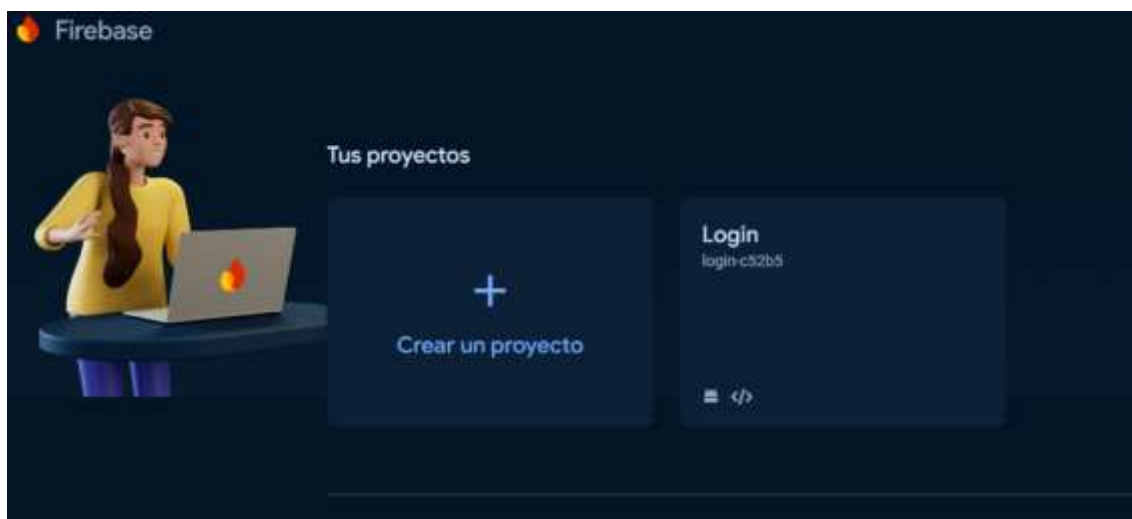 Firebase
Tus proyectos
Crear un proyecto
Login
login-c52b5